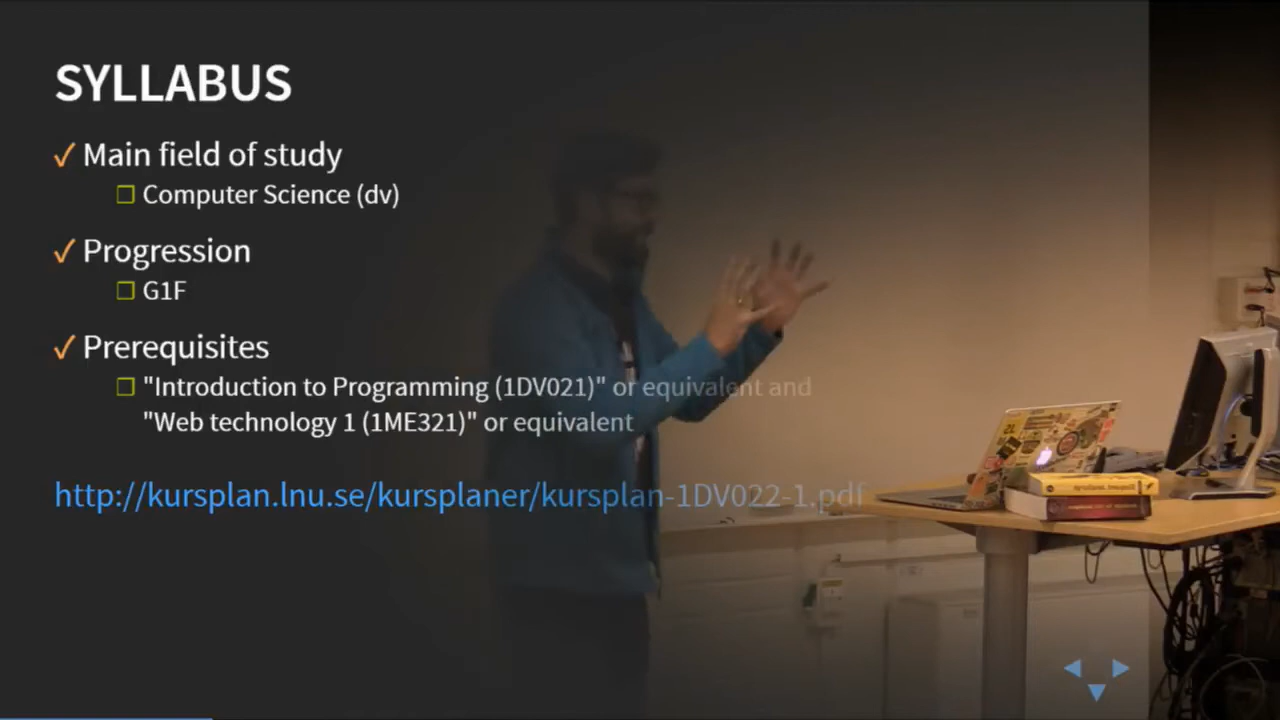 SYLLABUS
✓ Main field of study
❒ Computer Science (dv)
✓ Progression
❒ G1F
✓ Prerequisites
❒ "Introduction to Programming (1DV021)" or equivalent and
"Web technology 1 (1ME321)" or equivalent
http://kursplan.lnu.se/kursplaner/kursplan-1DV022-1.pdf